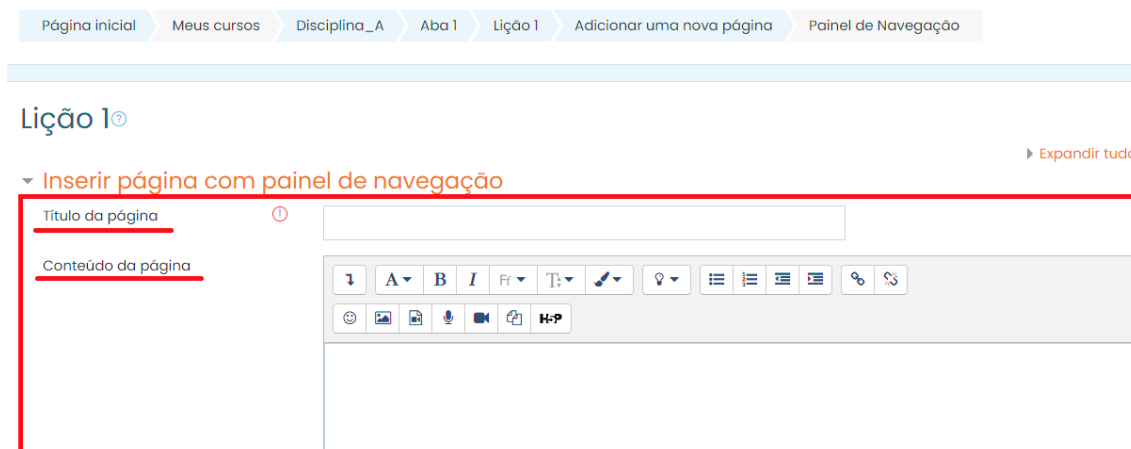 Página inicial Meus cursos Disciplina_A Aba 1 Lição 1 Adicionar uma nova página Painel de Navegação
Lição 1
Expandir tudo
Inserir página com painel de navegação
Título da página
Conteúdo da página
A B I Ff T
H-P